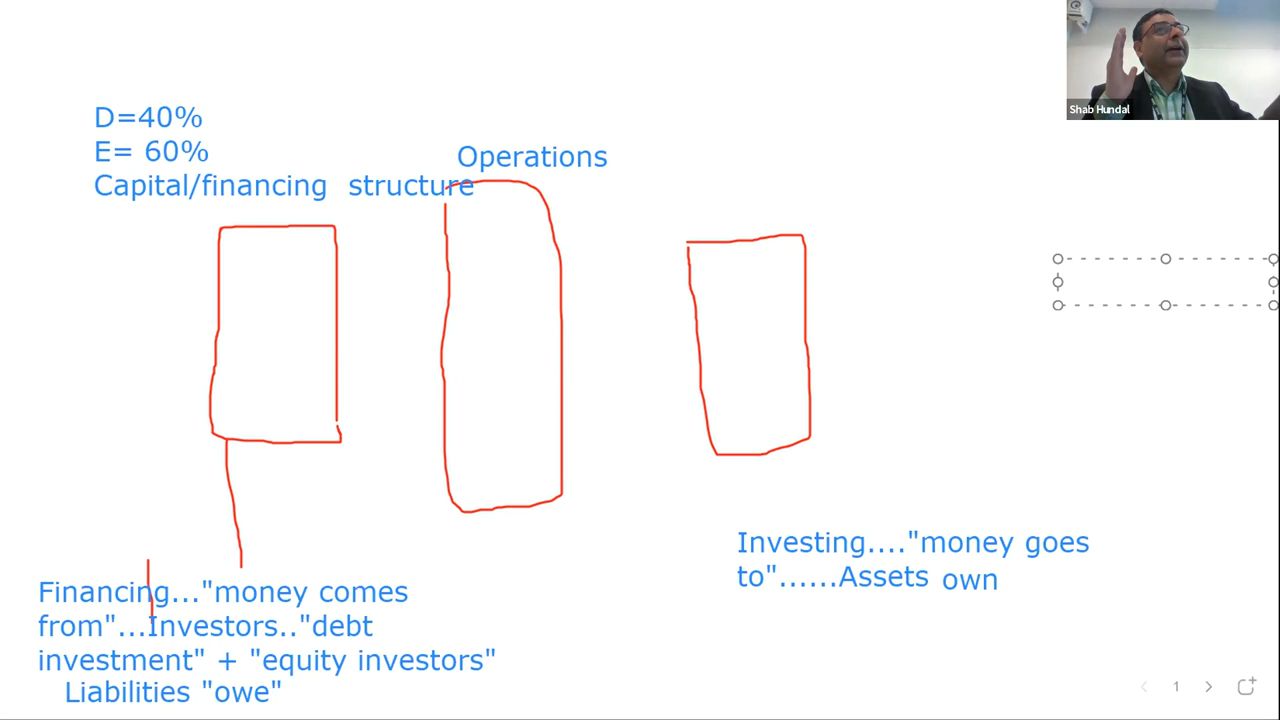 Shab Hundal
D=40%
E= 60%
Capital/financing structure
Operations
Investing...."money goes
to"......Assets own
Financing..."money comes
from"...Investors.."debt
investment" + "equity investors"
Liabilities "owe"
1